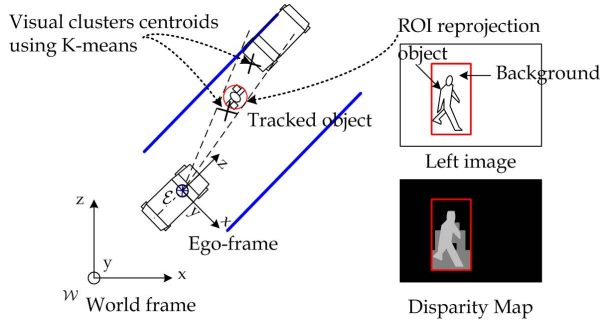 Visual clusters centroids
using K-means
ROI reprojection
object
Background
Tracked object
Left image
z
ℰ
y
x
Ego-frame
z
y
x
𝒲
World frame
Disparity Map